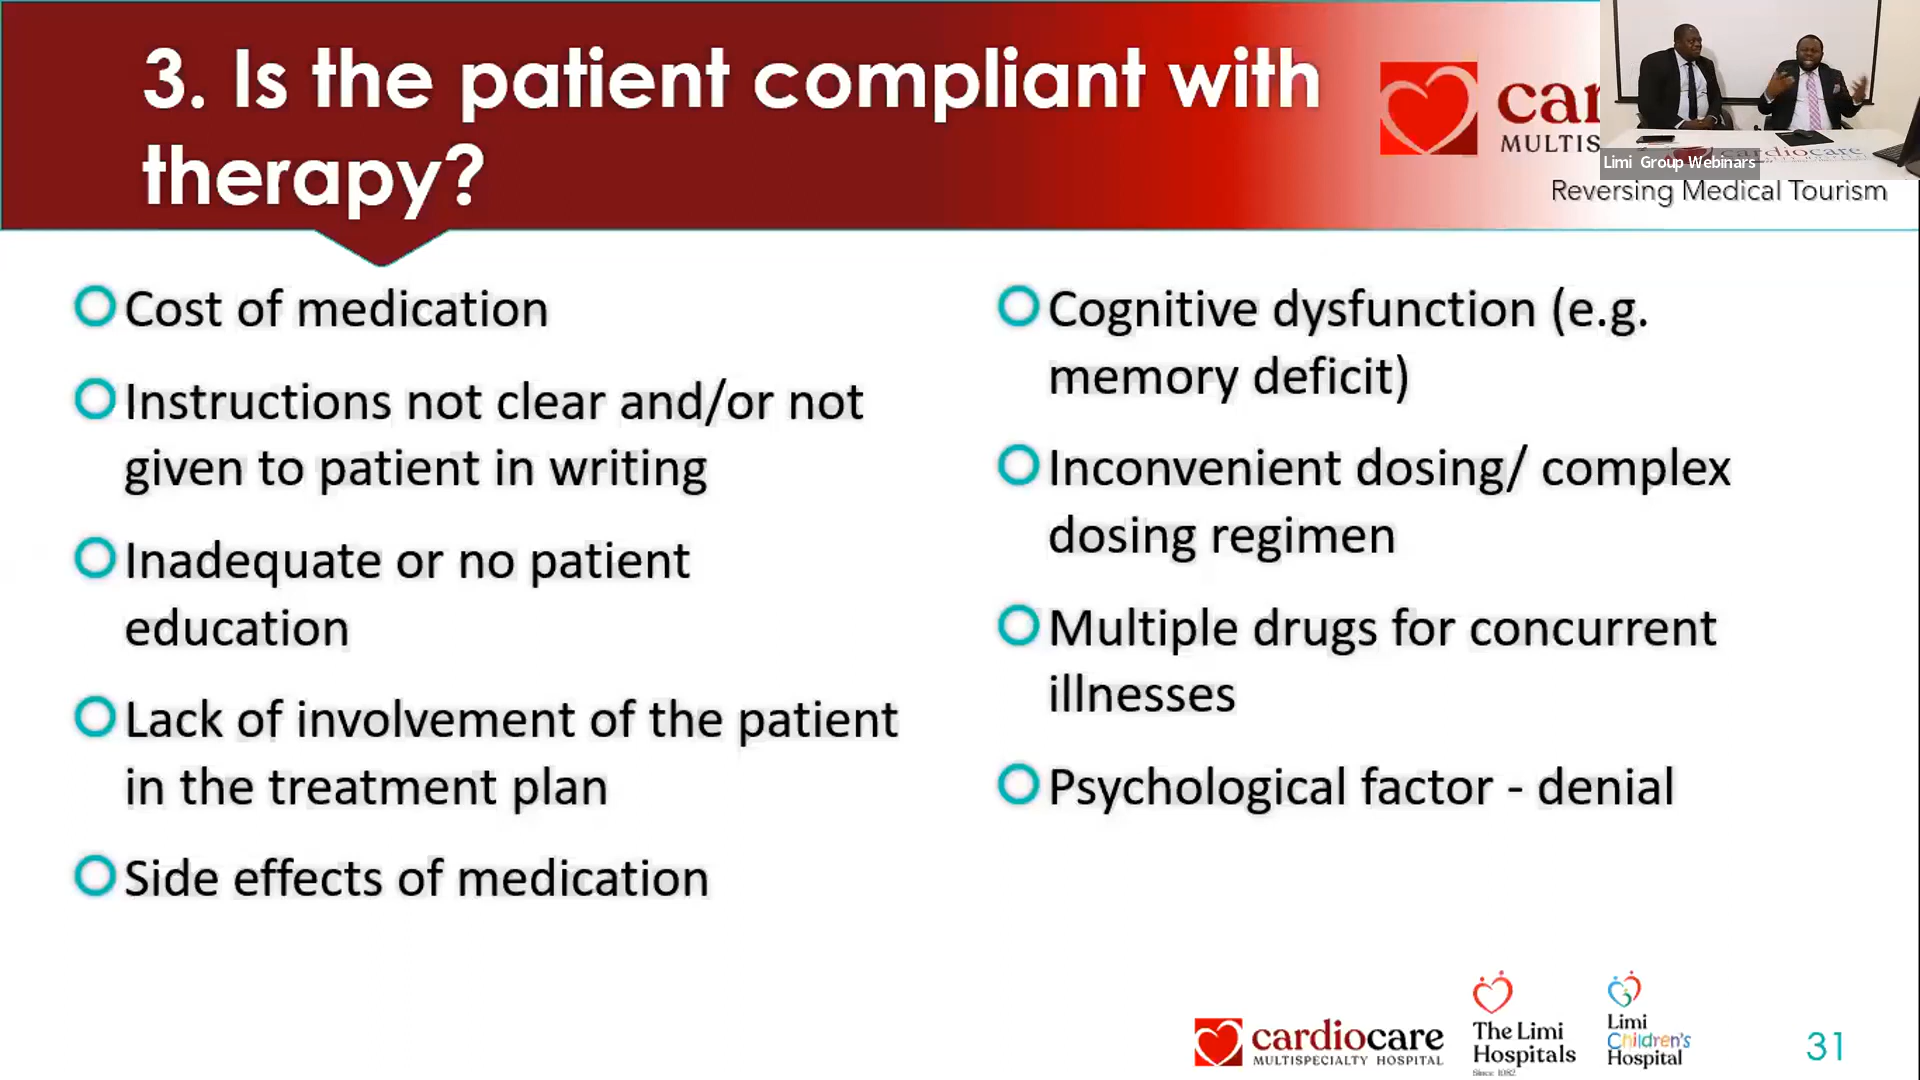 3. Is the patient compliant with
therapy?
car
MULTIS
Limi Group Webinars
Reversing Medical Tourism
Cost of medication
Instructions not clear and/or not
given to patient in writing
Inadequate or no patient
education
Lack of involvement of the patient
in the treatment plan
Side effects of medication
Cognitive dysfunction (e.g.
memory deficit)
Inconvenient dosing/ complex
dosing regimen
Multiple drugs for concurrent
illnesses
Psychological factor - denial
cardiocare
MULTISPECIALTY HOSPITAL
The Limi
Hospitals
Since 1982
Limi
Children's
Hospital
31